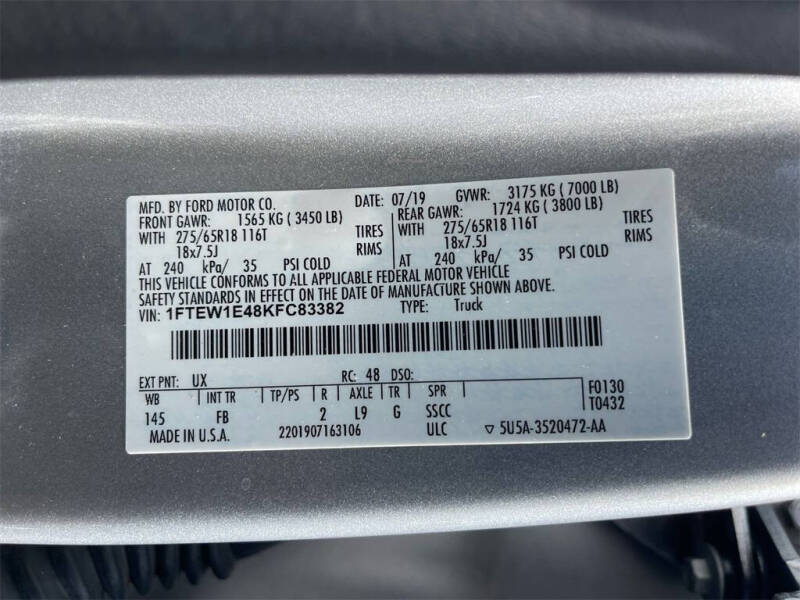 MFD. BY FORD MOTOR CO. DATE: 07/19 GVWR: 3175 KG ( 7000 LB)
FRONT GAWR: 1565 KG ( 3450 LB) REAR GAWR: 1724 KG ( 3800 LB)
WITH 275/65R18 116T TIRES WITH 275/65R18 116T TIRES
18x7.5J RIMS 18x7.5J RIMS
AT 240 kPa/ 35 PSI COLD AT 240 kPa/ 35 PSI COLD
THIS VEHICLE CONFORMS TO ALL APPLICABLE FEDERAL MOTOR VEHICLE
SAFETY STANDARDS IN EFFECT ON THE DATE OF MANUFACTURE SHOWN ABOVE.
VIN: 1FTEW1E48KFC83382 TYPE: Truck
EXT PNT: UX RC: 48 DSO:
WB INT TR TP/PS R AXLE TR SPR F0130
145 FB 2 L9 G SSCC T0432
MADE IN U.S.A. 2201907163106 ULC ▽ 5U5A-3520472-AA